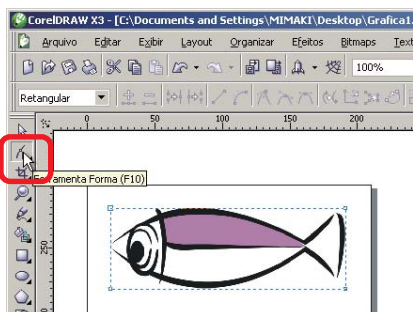 CorelDRAW X3 - [C:\Documents and Settings\MIMAKI\Desktop\Grafica1.
Arquivo Editar Exibir Layout Organizar Efeitos Bitmaps Text
100%
Retangular
0 50 100 150 200
Ferramenta Forma (F10)
250